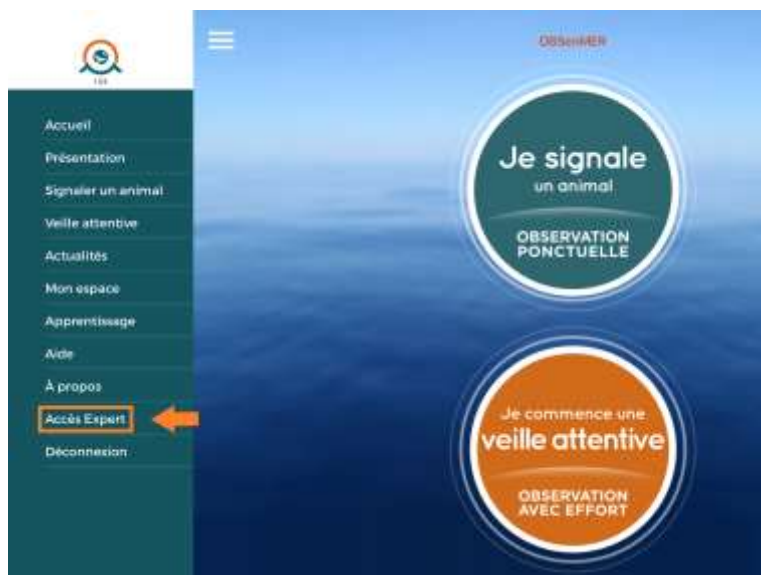 Accueil
Présentation
Signaler un animal
Veille attentive
Actualités
Mon espace
Apprentissage
Aide
À propos
Accès Expert
Déconnexion
OBSenMER
Je signale
un animal
OBSERVATION
PONCTUELLE
Je commence une
veille attentive
OBSERVATION
AVEC EFFORT